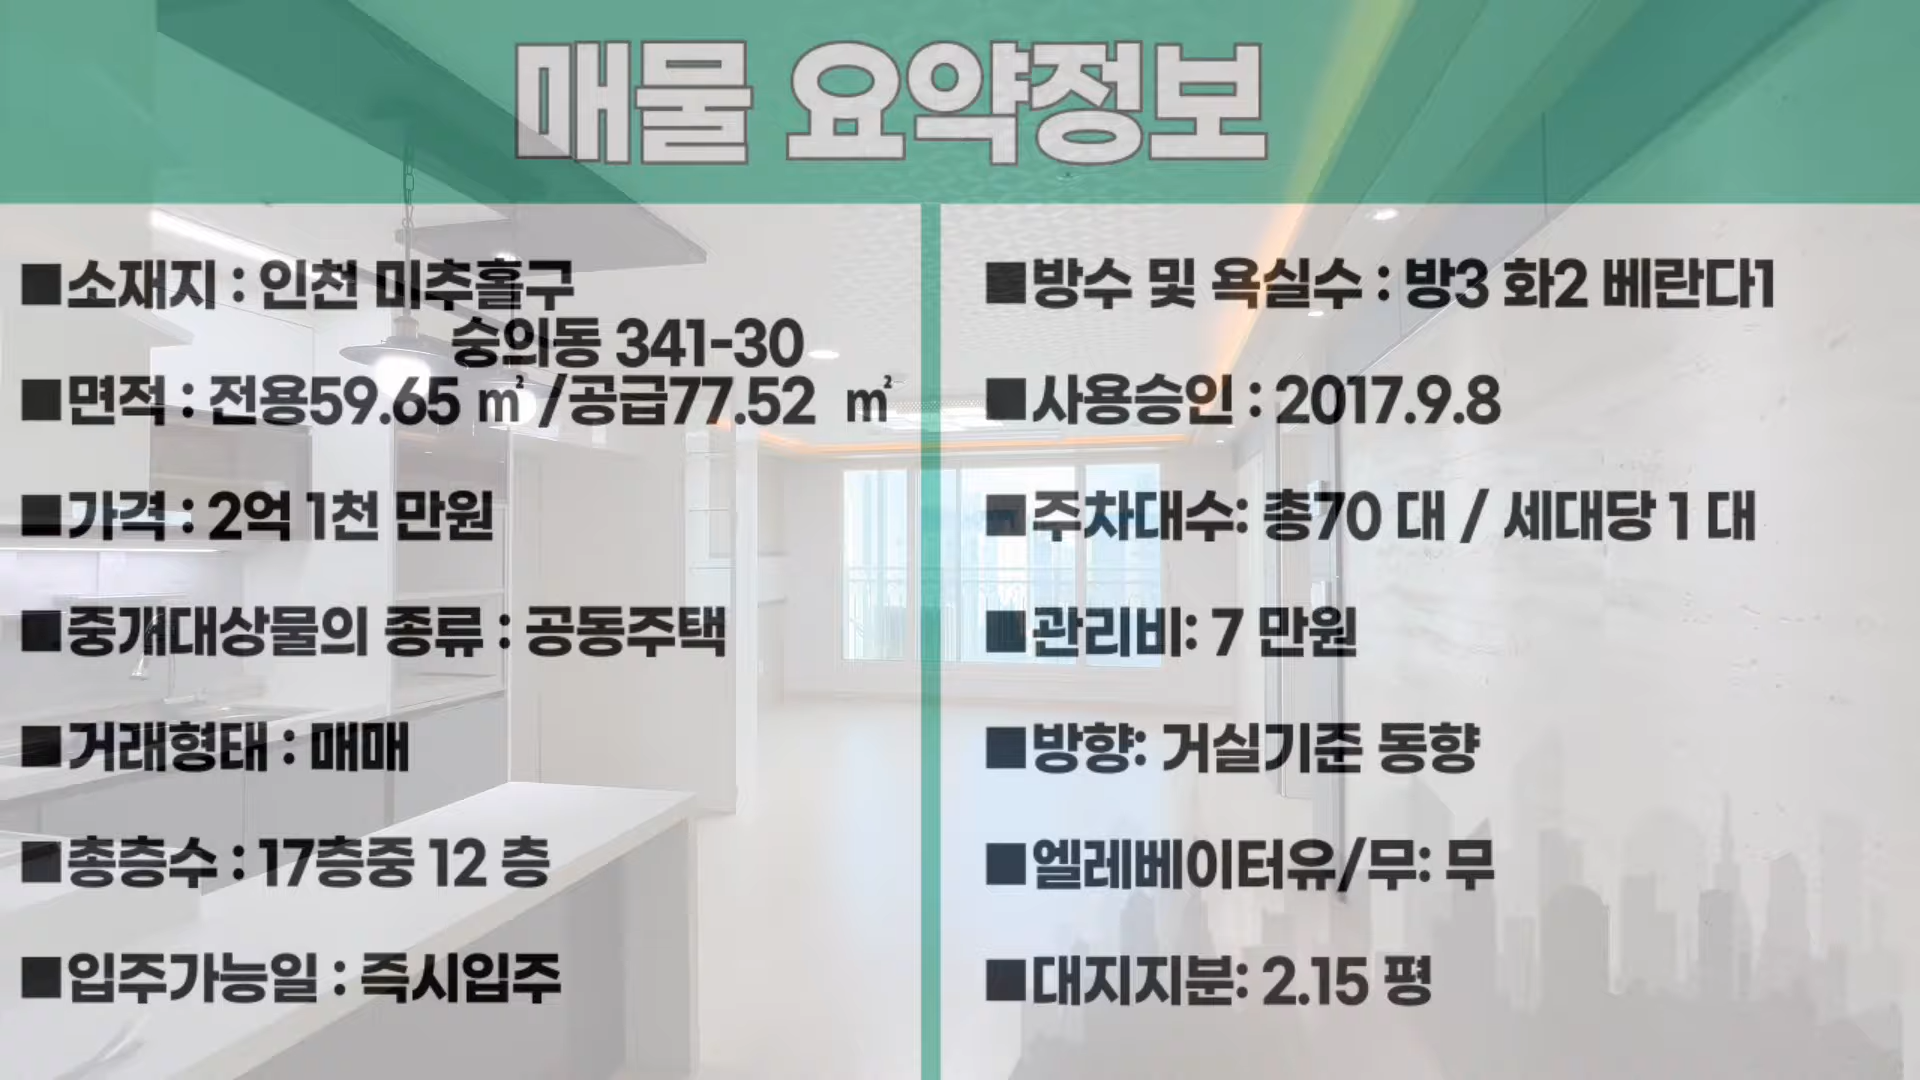 매물 요약정보
■소재지 : 인천 미추홀구
숭의동 341-30
■면적 : 전용59.65 ㎡ /공급77.52 ㎡
■가격 : 2억 1천 만원
■중개대상물의 종류 : 공동주택
■거래형태 : 매매
■총층수 : 17층중 12 층
■입주가능일 : 즉시입주
■방수 및 욕실수 : 방3 화2 베란다1
■사용승인 : 2017.9.8
■주차대수: 총70 대 / 세대당 1 대
■관리비: 7 만원
■방향: 거실기준 동향
■엘레베이터유/무: 무
■대지지분: 2.15 평